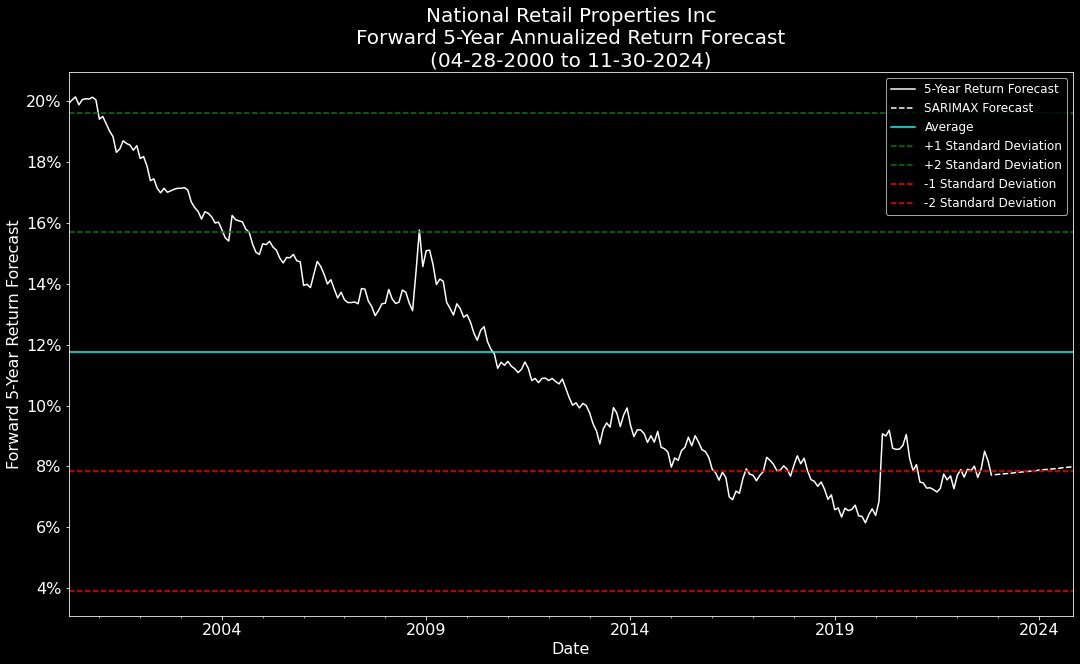 National Retail Properties Inc
Forward 5-Year Annualized Return Forecast
(04-28-2000 to 11-30-2024)
5-Year Return Forecast
SARIMAX Forecast
Average
+1 Standard Deviation
+2 Standard Deviation
-1 Standard Deviation
-2 Standard Deviation
Forward 5-Year Return Forecast
20%
18%
16%
14%
12%
10%
8%
6%
4%
2004
2009
2014
2019
2024
Date